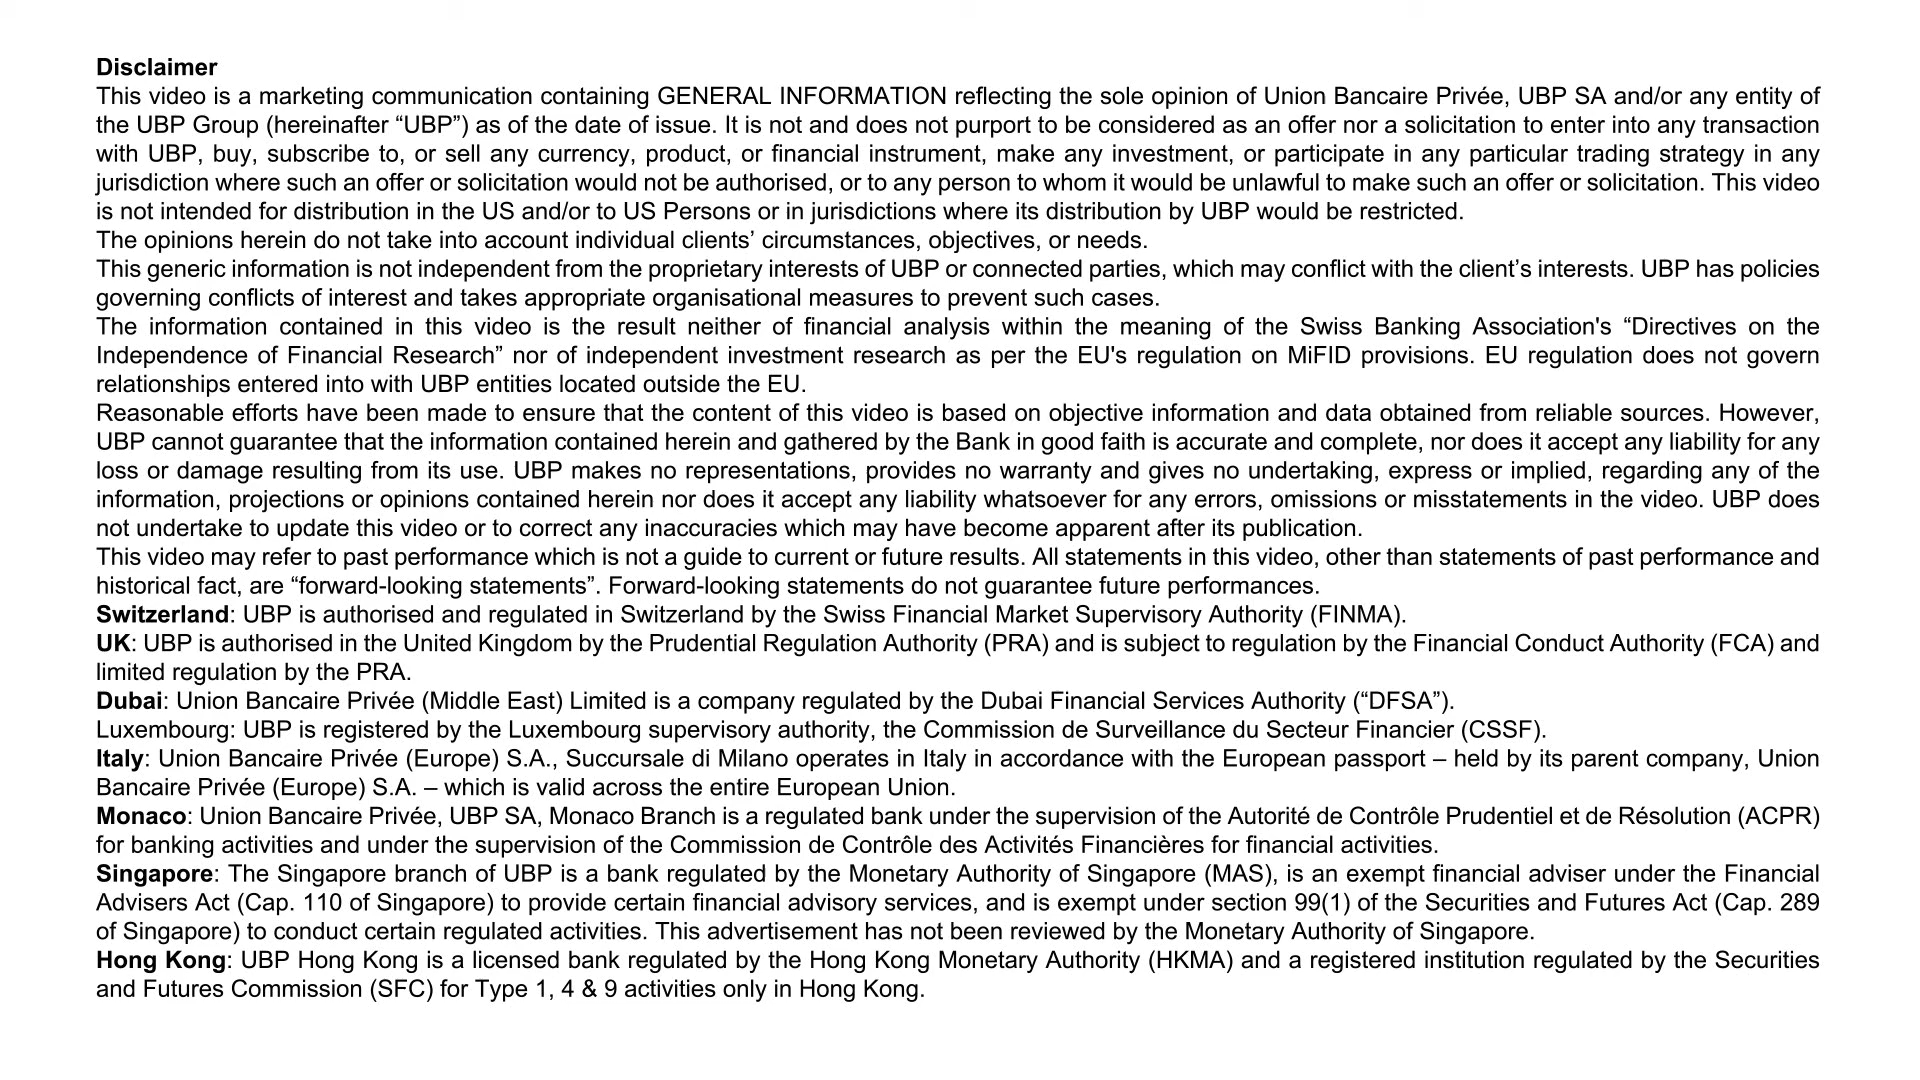 Disclaimer
This video is a marketing communication containing GENERAL INFORMATION reflecting the sole opinion of Union Bancaire Privée, UBP SA and/or any entity of
the UBP Group (hereinafter “UBP”) as of the date of issue. It is not and does not purport to be considered as an offer nor a solicitation to enter into any transaction
with UBP, buy, subscribe to, or sell any currency, product, or financial instrument, make any investment, or participate in any particular trading strategy in any
jurisdiction where such an offer or solicitation would not be authorised, or to any person to whom it would be unlawful to make such an offer or solicitation. This video
is not intended for distribution in the US and/or to US Persons or in jurisdictions where its distribution by UBP would be restricted.
The opinions herein do not take into account individual clients’ circumstances, objectives, or needs.
This generic information is not independent from the proprietary interests of UBP or connected parties, which may conflict with the client’s interests. UBP has policies
governing conflicts of interest and takes appropriate organisational measures to prevent such cases.
The information contained in this video is the result neither of financial analysis within the meaning of the Swiss Banking Association's “Directives on the
Independence of Financial Research” nor of independent investment research as per the EU's regulation on MiFID provisions. EU regulation does not govern
relationships entered into with UBP entities located outside the EU.
Reasonable efforts have been made to ensure that the content of this video is based on objective information and data obtained from reliable sources. However,
UBP cannot guarantee that the information contained herein and gathered by the Bank in good faith is accurate and complete, nor does it accept any liability for any
loss or damage resulting from its use. UBP makes no representations, provides no warranty and gives no undertaking, express or implied, regarding any of the
information, projections or opinions contained herein nor does it accept any liability whatsoever for any errors, omissions or misstatements in the video. UBP does
not undertake to update this video or to correct any inaccuracies which may have become apparent after its publication.
This video may refer to past performance which is not a guide to current or future results. All statements in this video, other than statements of past performance and
historical fact, are “forward-looking statements”. Forward-looking statements do not guarantee future performances.
Switzerland: UBP is authorised and regulated in Switzerland by the Swiss Financial Market Supervisory Authority (FINMA).
UK: UBP is authorised in the United Kingdom by the Prudential Regulation Authority (PRA) and is subject to regulation by the Financial Conduct Authority (FCA) and
limited regulation by the PRA.
Dubai: Union Bancaire Privée (Middle East) Limited is a company regulated by the Dubai Financial Services Authority (“DFSA”).
Luxembourg: UBP is registered by the Luxembourg supervisory authority, the Commission de Surveillance du Secteur Financier (CSSF).
Italy: Union Bancaire Privée (Europe) S.A., Succursale di Milano operates in Italy in accordance with the European passport – held by its parent company, Union
Bancaire Privée (Europe) S.A. – which is valid across the entire European Union.
Monaco: Union Bancaire Privée, UBP SA, Monaco Branch is a regulated bank under the supervision of the Autorité de Contrôle Prudentiel et de Résolution (ACPR)
for banking activities and under the supervision of the Commission de Contrôle des Activités Financières for financial activities.
Singapore: The Singapore branch of UBP is a bank regulated by the Monetary Authority of Singapore (MAS), is an exempt financial adviser under the Financial
Advisers Act (Cap. 110 of Singapore) to provide certain financial advisory services, and is exempt under section 99(1) of the Securities and Futures Act (Cap. 289
of Singapore) to conduct certain regulated activities. This advertisement has not been reviewed by the Monetary Authority of Singapore.
Hong Kong: UBP Hong Kong is a licensed bank regulated by the Hong Kong Monetary Authority (HKMA) and a registered institution regulated by the Securities
and Futures Commission (SFC) for Type 1, 4 & 9 activities only in Hong Kong.